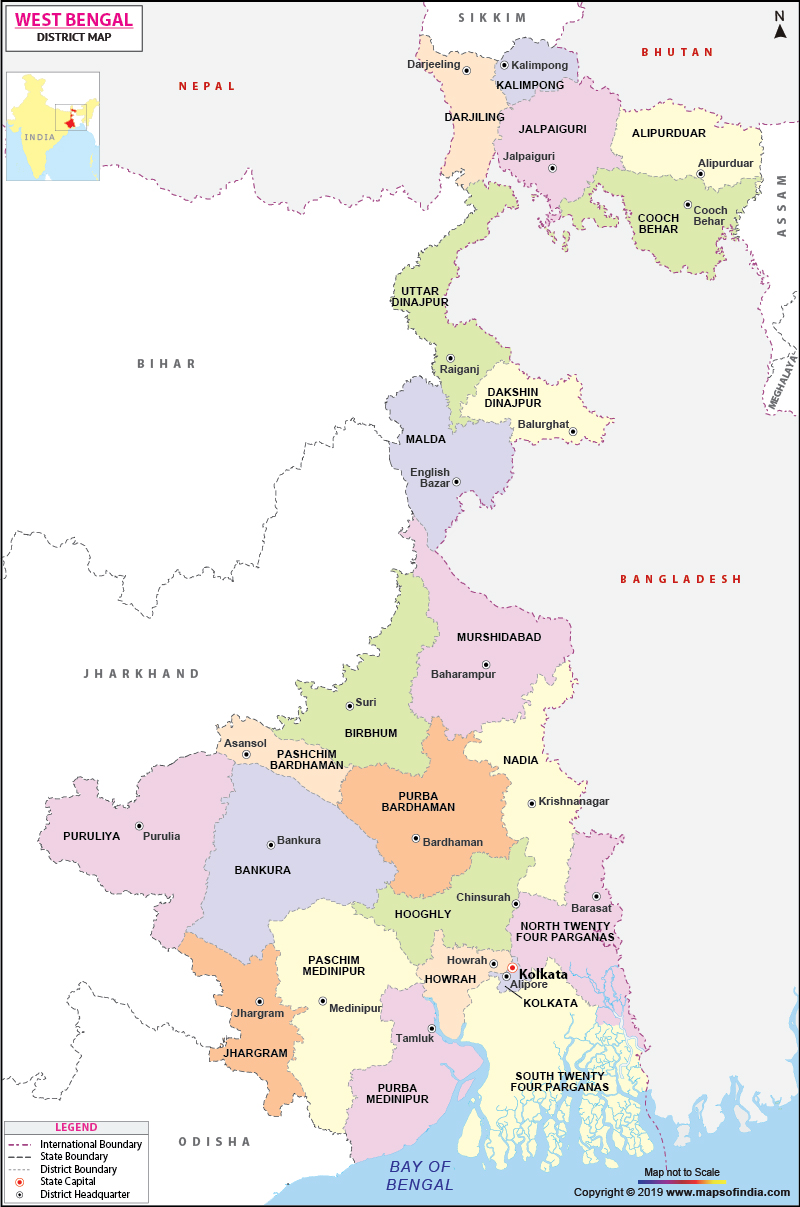 WEST BENGAL
DISTRICT MAP
SIKKIM
N
BHUTAN
NEPAL
INDIA
Darjeeling
Kalimpong
KALIMPONG
DARJILING
JALPAIGURI
Jalpaiguri
ALIPURDUAR
Alipurduar
ASSAM
COOCH
BEHAR
Cooch
Behar
UTTAR
DINAJPUR
Raiganj
BIHAR
MEGHALAYA
DAKSHIN
DINAJPUR
Balurghat
MALDA
English
Bazar
BANGLADESH
MURSHIDABAD
Baharampur
JHARKHAND
Suri
BIRBHUM
Asansol
PASHCHIM
BARDHAMAN
NADIA
Krishnanagar
PURBA
BARDHAMAN
Bardhaman
PURULIYA
Purulia
Bankura
BANKURA
Chinsurah
HOOGHLY
Barasat
NORTH TWENTY
FOUR PARGANAS
PASCHIM
MEDINIPUR
Medinipur
Howrah
HOWRAH
Kolkata
Alipore
KOLKATA
Jhargram
JHARGRAM
Tamluk
PURBA
MEDINIPUR
SOUTH TWENTY
FOUR PARGANAS
ODISHA
BAY OF
BENGAL
LEGEND
International Boundary
State Boundary
District Boundary
State Capital
District Headquarter
Map not to Scale
Copyright © 2019 www.mapsofindia.com